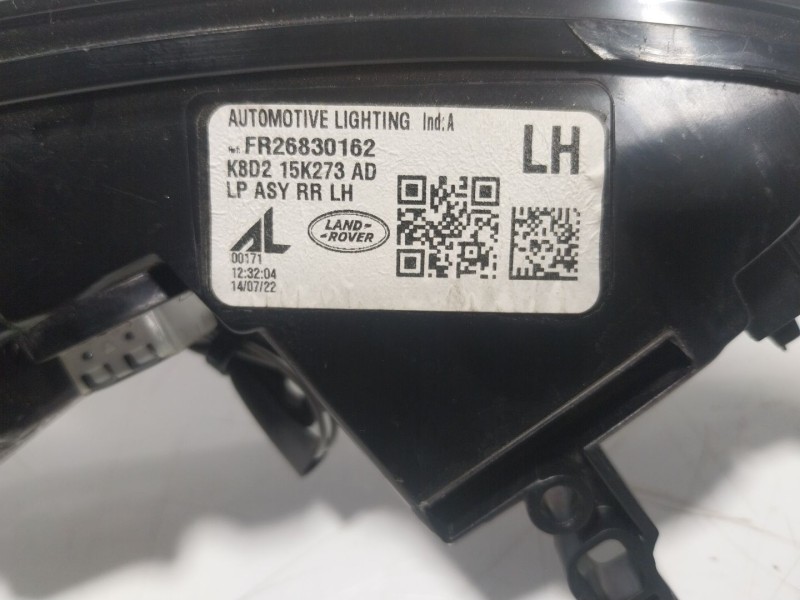 AUTOMOTIVE LIGHTING Ind:A
FR26830162
K8D2 15K273 AD
LP ASY RR LH
LH
AL
LAND-
-ROVER
00171
12:32:04
14/07/22